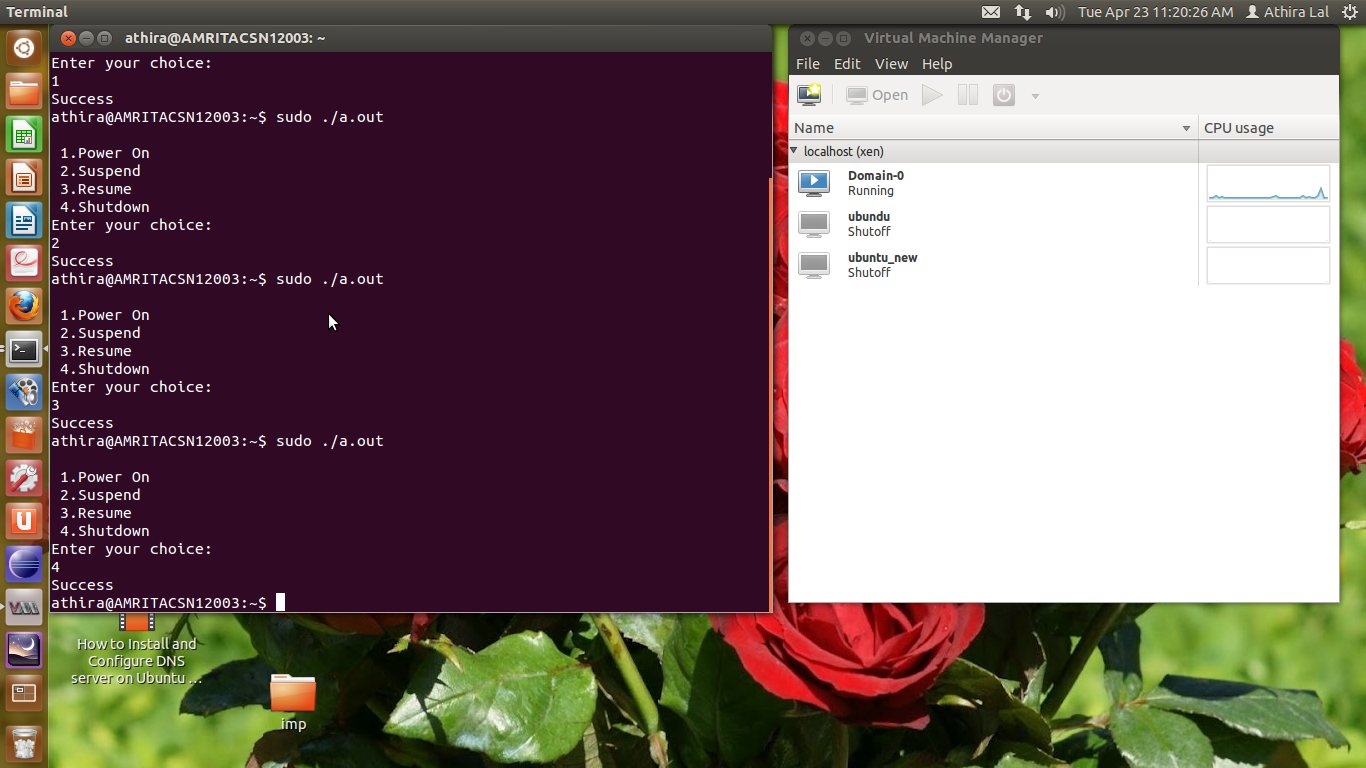 Terminal
Tue Apr 23 11:20:26 AM Athira Lal
athira@AMRITACSN12003: ~
Enter your choice:
1
Success
athira@AMRITACSN12003:~$ sudo ./a.out
1.Power On
2.Suspend
3.Resume
4.Shutdown
Enter your choice:
2
Success
athira@AMRITACSN12003:~$ sudo ./a.out
1.Power On
2.Suspend
3.Resume
4.Shutdown
Enter your choice:
3
Success
athira@AMRITACSN12003:~$ sudo ./a.out
1.Power On
2.Suspend
3.Resume
4.Shutdown
Enter your choice:
4
Success
athira@AMRITACSN12003:~$
Virtual Machine Manager
File Edit View Help
Open
Name CPU usage
localhost (xen)
Domain-0
Running
ubundu
Shutoff
ubuntu_new
Shutoff
How to Install and
Configure DNS
server on Ubuntu ...
imp